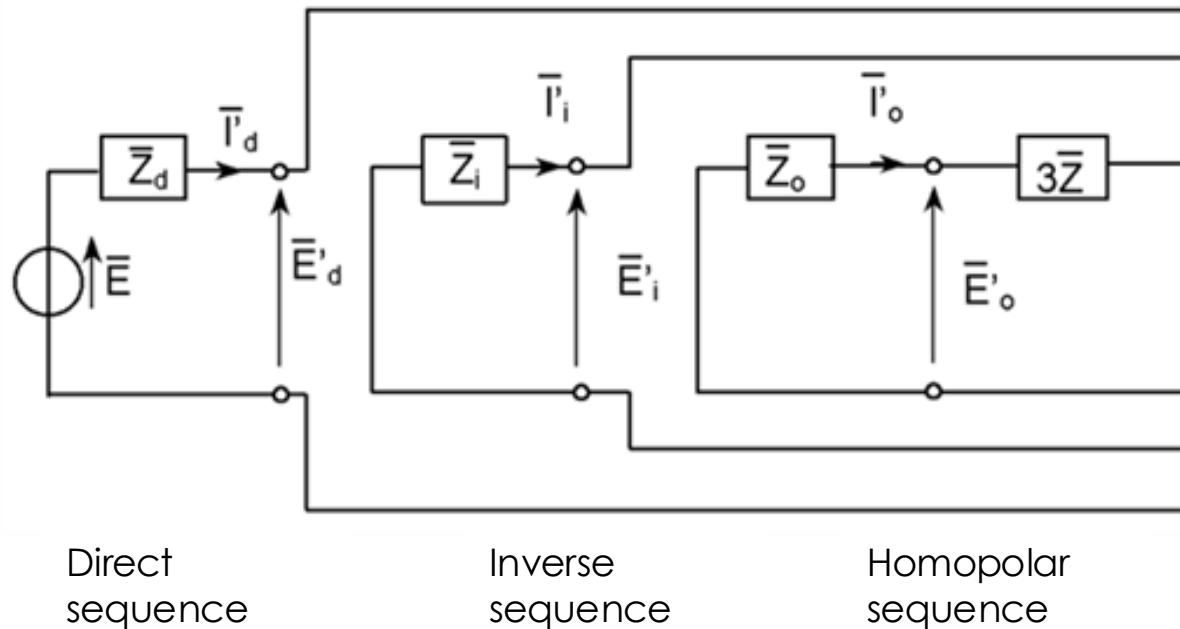 I̅'d
I̅'i
I̅'o
Z̅d
Z̅i
Z̅o
3Z̅
E̅
E̅'d
E̅'i
E̅'o
Direct
sequence
Inverse
sequence
Homopolar
sequence